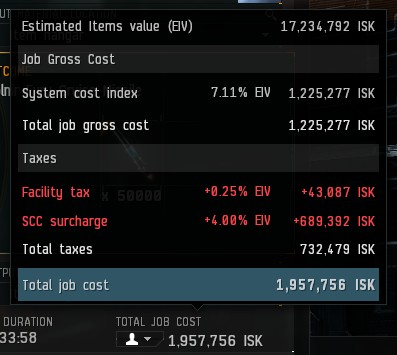 Estimated Items value (EIV) 17,234,792 ISK
Job Gross Cost
System cost index 7.11% EIV 1,225,277 ISK
Total job gross cost 1,225,277 ISK
Taxes
Facility tax +0.25% EIV +43,087 ISK
x 50000
SCC surcharge +4.00% EIV +689,392 ISK
Total taxes 732,479 ISK
Total job cost 1,957,756 ISK
DURATION TOTAL JOB COST
33:58 1,957,756 ISK